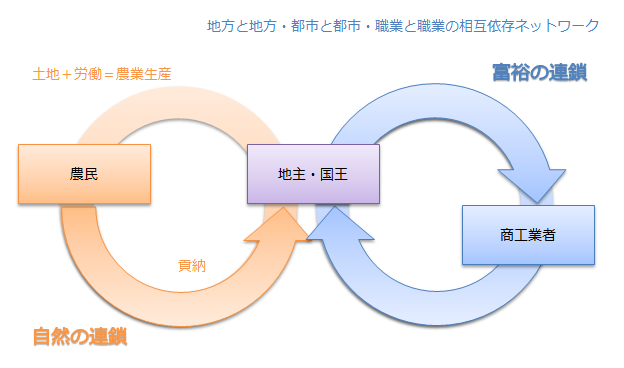 地方と地方・都市と都市・職業と職業の相互依存ネットワーク
富裕の連鎖
土地＋労働＝農業生産
農民
地主・国王
商工業者
貢納
自然の連鎖